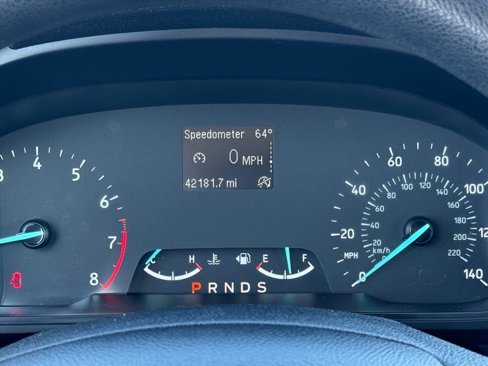 Speedometer 64°
0 MPH
42181.7 mi
3 4 5 6 7 8
C H E F
P R N D S
0 20 40 60 80 100 120 140
MPH
20 40 60 80 100 120 140 160 180 200 220
km/h